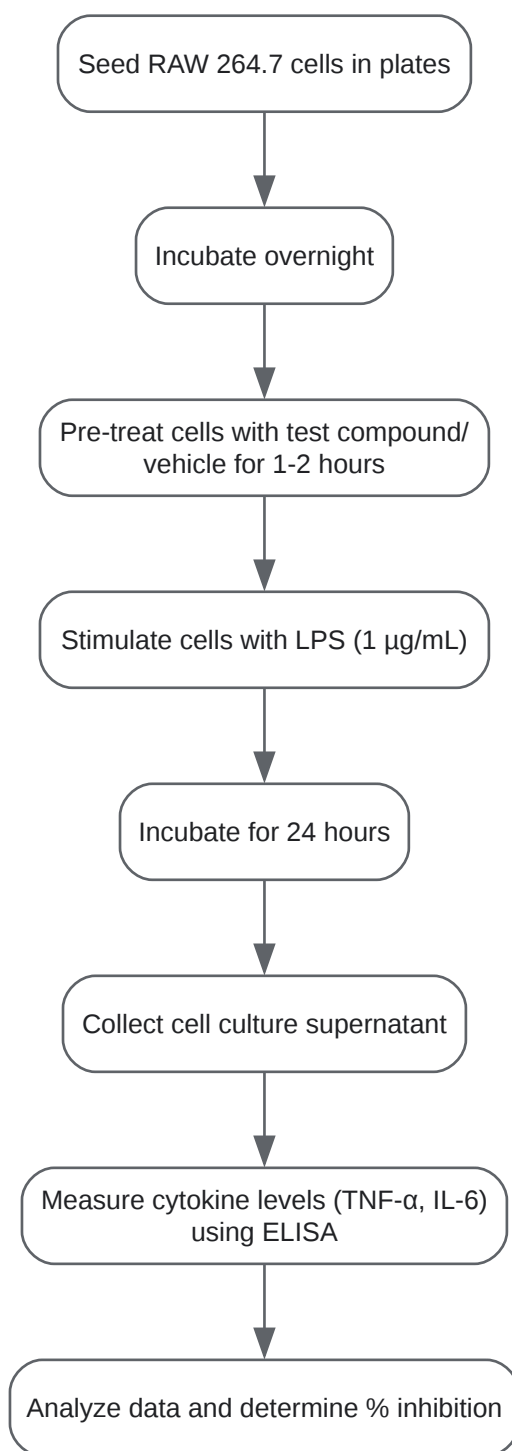 Seed RAW 264.7 cells in plates
Incubate overnight
Pre-treat cells with test compound/
vehicle for 1-2 hours
Stimulate cells with LPS (1 µg/mL)
Incubate for 24 hours
Collect cell culture supernatant
Measure cytokine levels (TNF-α, IL-6)
using ELISA
Analyze data and determine % inhibition